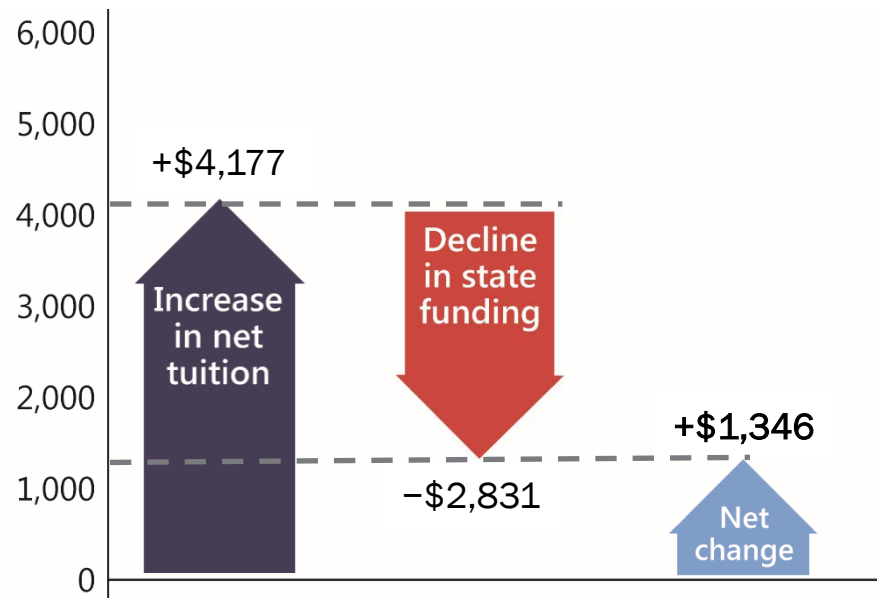 6,000
5,000
+$4,177
4,000
Decline
in state
funding
3,000
Increase
in net
tuition
2,000
+$1,346
1,000
−$2,831
Net
change
0